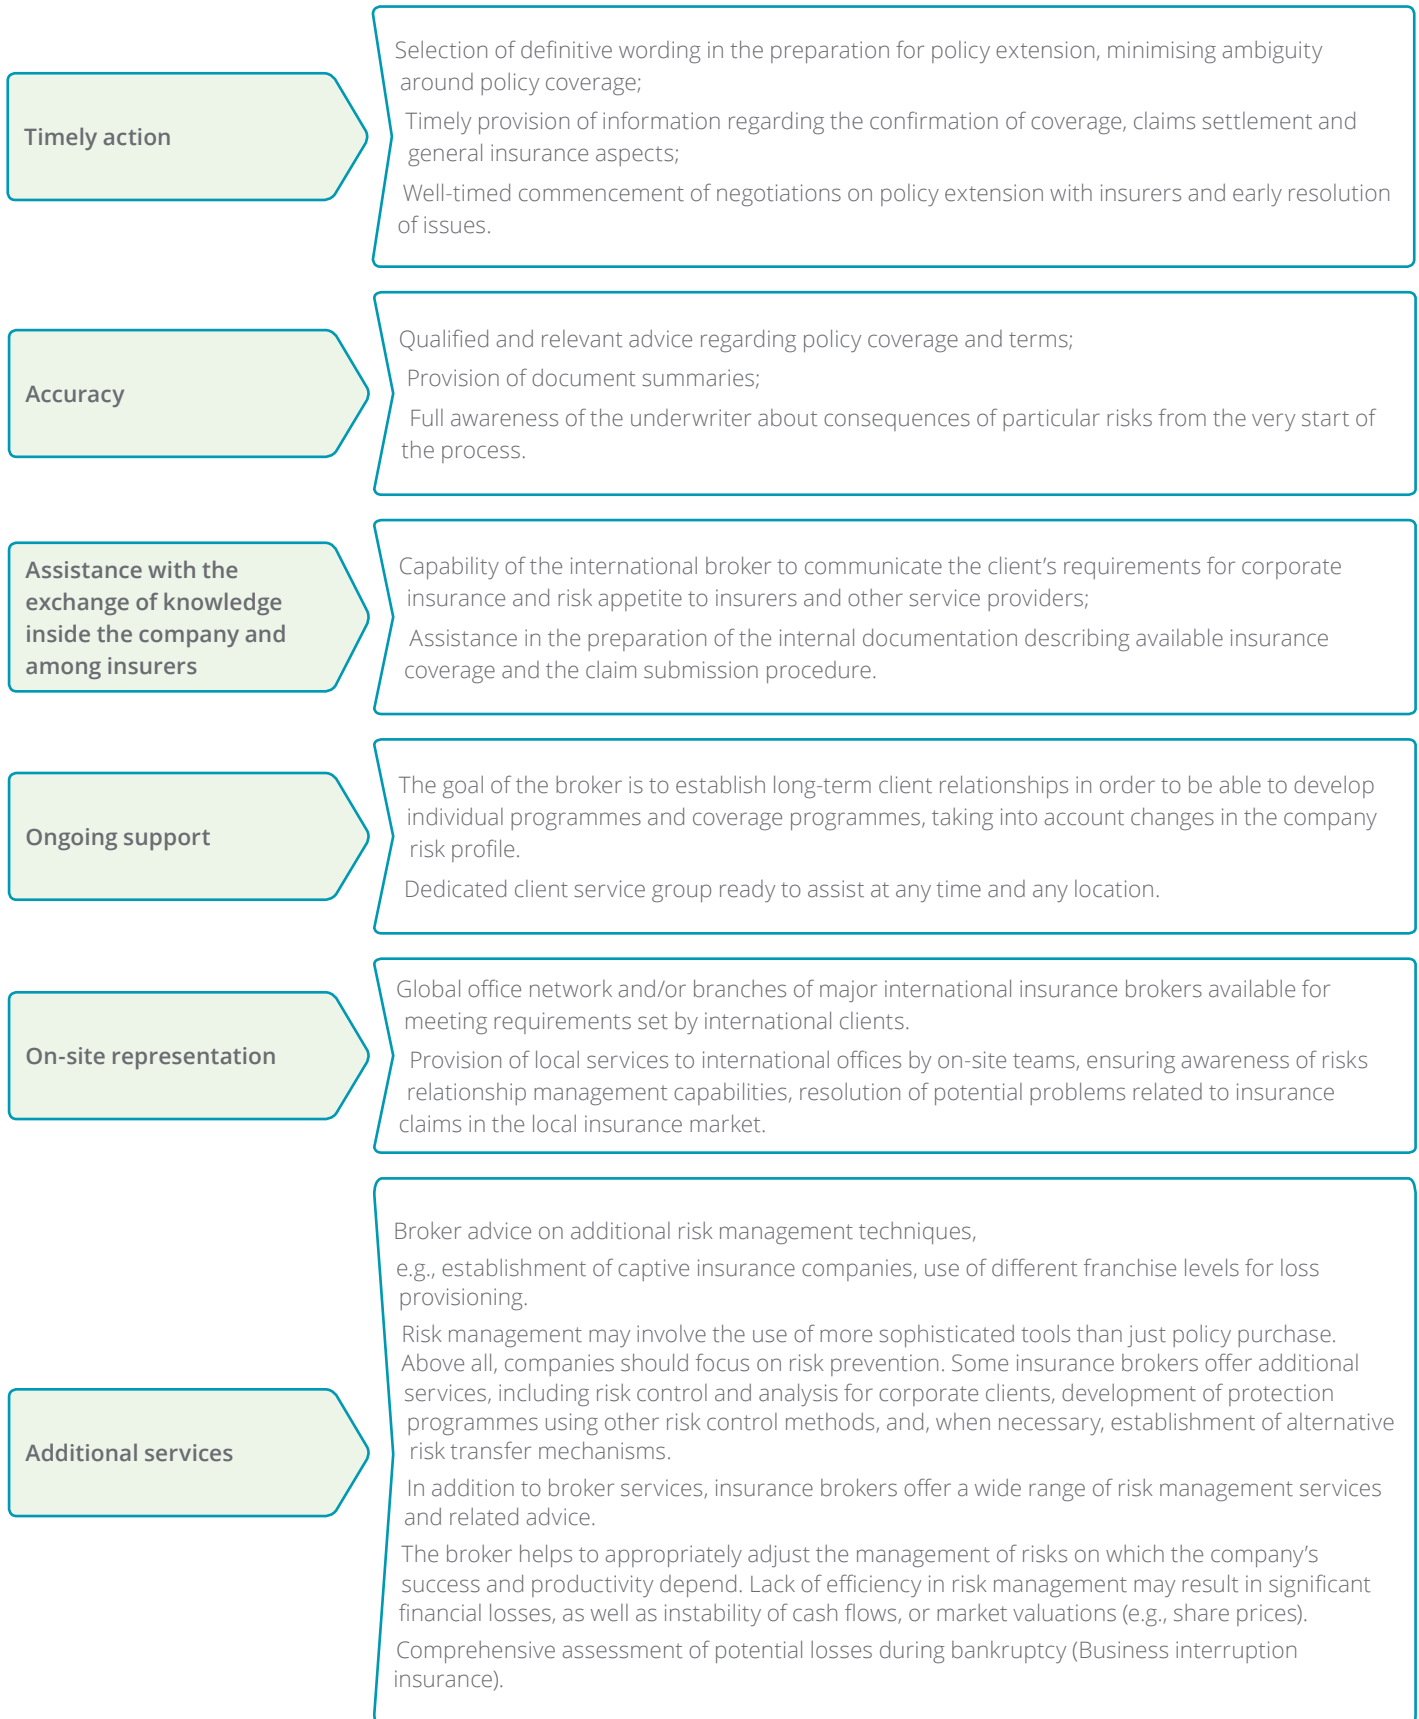 Timely action
Selection of definitive wording in the preparation for policy extension, minimising ambiguity
around policy coverage;
Timely provision of information regarding the confirmation of coverage, claims settlement and
general insurance aspects;
Well-timed commencement of negotiations on policy extension with insurers and early resolution
of issues.
Accuracy
Qualified and relevant advice regarding policy coverage and terms;
Provision of document summaries;
Full awareness of the underwriter about consequences of particular risks from the very start of
the process.
Assistance with the
exchange of knowledge
inside the company and
among insurers
Capability of the international broker to communicate the client’s requirements for corporate
insurance and risk appetite to insurers and other service providers;
Assistance in the preparation of the internal documentation describing available insurance
coverage and the claim submission procedure.
Ongoing support
The goal of the broker is to establish long-term client relationships in order to be able to develop
individual programmes and coverage programmes, taking into account changes in the company
risk profile.
Dedicated client service group ready to assist at any time and any location.
On-site representation
Global office network and/or branches of major international insurance brokers available for
meeting requirements set by international clients.
Provision of local services to international offices by on-site teams, ensuring awareness of risks
relationship management capabilities, resolution of potential problems related to insurance
claims in the local insurance market.
Additional services
Broker advice on additional risk management techniques,
e.g., establishment of captive insurance companies, use of different franchise levels for loss
provisioning.
Risk management may involve the use of more sophisticated tools than just policy purchase.
Above all, companies should focus on risk prevention. Some insurance brokers offer additional
services, including risk control and analysis for corporate clients, development of protection
programmes using other risk control methods, and, when necessary, establishment of alternative
risk transfer mechanisms.
In addition to broker services, insurance brokers offer a wide range of risk management services
and related advice.
The broker helps to appropriately adjust the management of risks on which the company’s
success and productivity depend. Lack of efficiency in risk management may result in significant
financial losses, as well as instability of cash flows, or market valuations (e.g., share prices).
Comprehensive assessment of potential losses during bankruptcy (Business interruption
insurance).